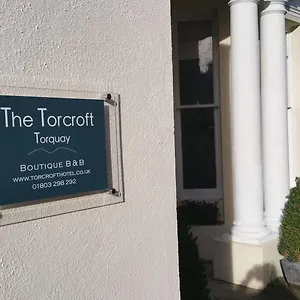 The Torcroft
Torquay
BOUTIQUE B&B
WWW.TORCROFTHOTEL.CO.UK
01803 298 292